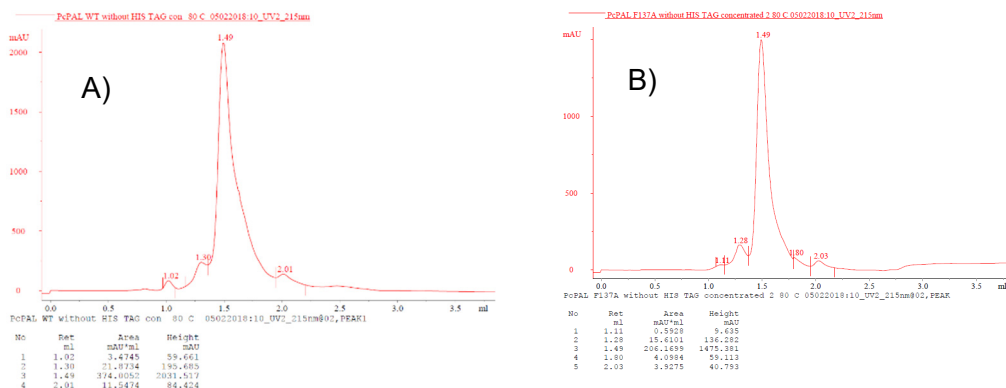 PcPAL WT without HIS TAG con 80 C 05022018:10_UV2_215nm
mAU
2000
1500
1000
500
0
A)
1.49
1.02
1.30
2.01
0.0 0.5 1.0 1.5 2.0 2.5 3.0 3.5 ml
PcPAL WT without HIS TAG con 80 C 05022018:10_UV2_215nm@02,PEAK1
No Ret Area Height
ml mAU*ml mAU
1 1.02 3.4745 59.661
2 1.30 21.8734 195.685
3 1.49 374.0052 2031.517
4 2.01 11.5474 84.424
PcPAL F137A without HIS TAG concentrated 2 80 C 05022018:10_UV2_215nm
mAU
1000
500
0
B)
1.49
1.11
1.28
1.80
2.03
0.0 0.5 1.0 1.5 2.0 2.5 3.0 3.5 ml
PcPAL F137A without HIS TAG concentrated 2 80 C 05022018:10_UV2_215nm@02,PEAK
No Ret Area Height
ml mAU*ml mAU
1 1.11 0.5928 9.635
2 1.28 15.6101 136.282
3 1.49 206.1699 1475.381
4 1.80 4.0984 59.113
5 2.03 3.9275 40.793